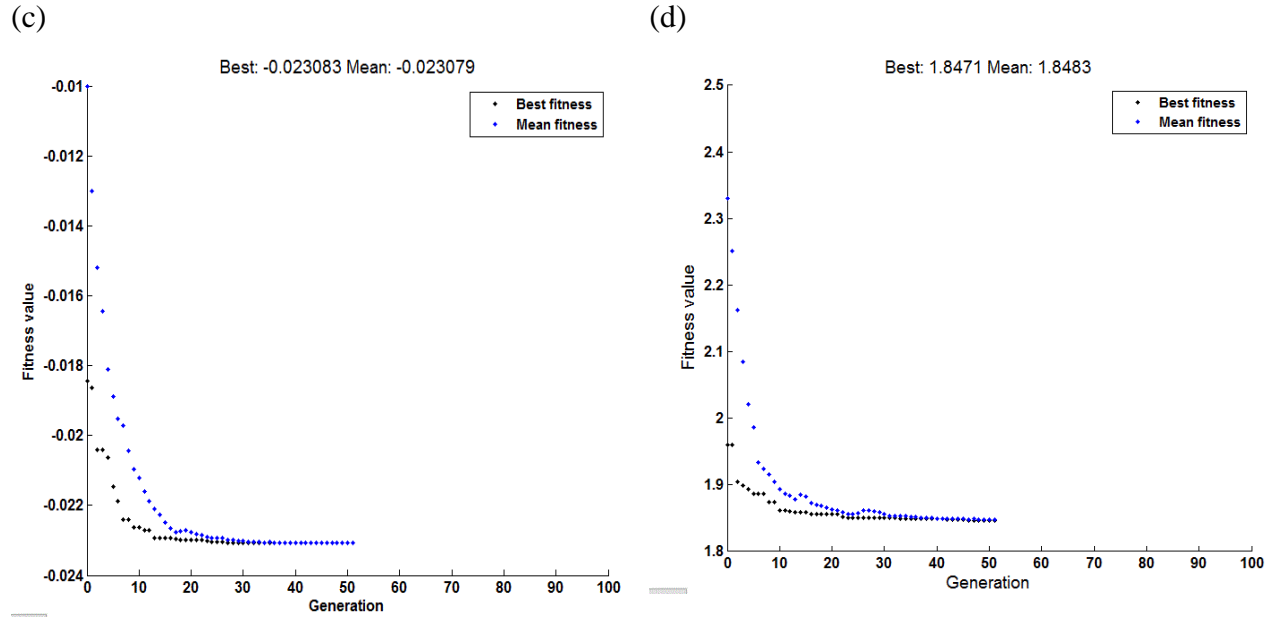 (c)
Best: -0.023083 Mean: -0.023079
Best fitness
Mean fitness
Fitness value
-0.01
-0.012
-0.014
-0.016
-0.018
-0.02
-0.022
-0.024
0 10 20 30 40 50 60 70 80 90 100
Generation
(d)
Best: 1.8471 Mean: 1.8483
Best fitness
Mean fitness
Fitness value
2.5
2.4
2.3
2.2
2.1
2
1.9
1.8
0 10 20 30 40 50 60 70 80 90 100
Generation